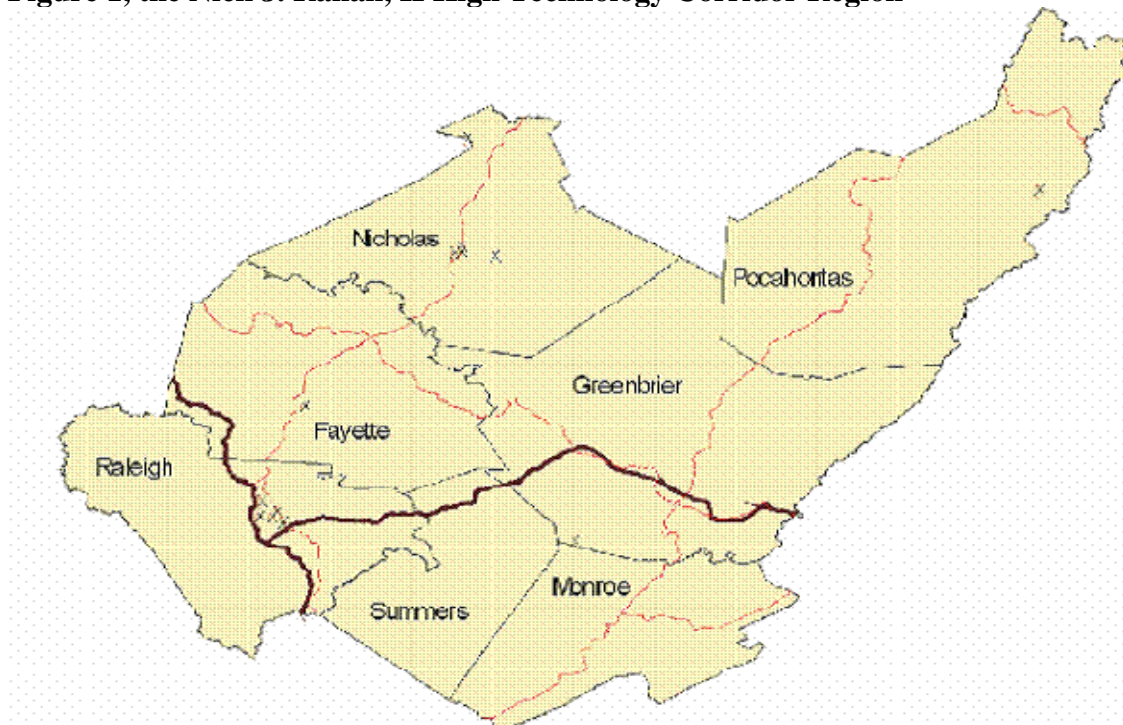 Nicholas
Pocahontas
Greenbrier
Fayette
Raleigh
Monroe
Summers